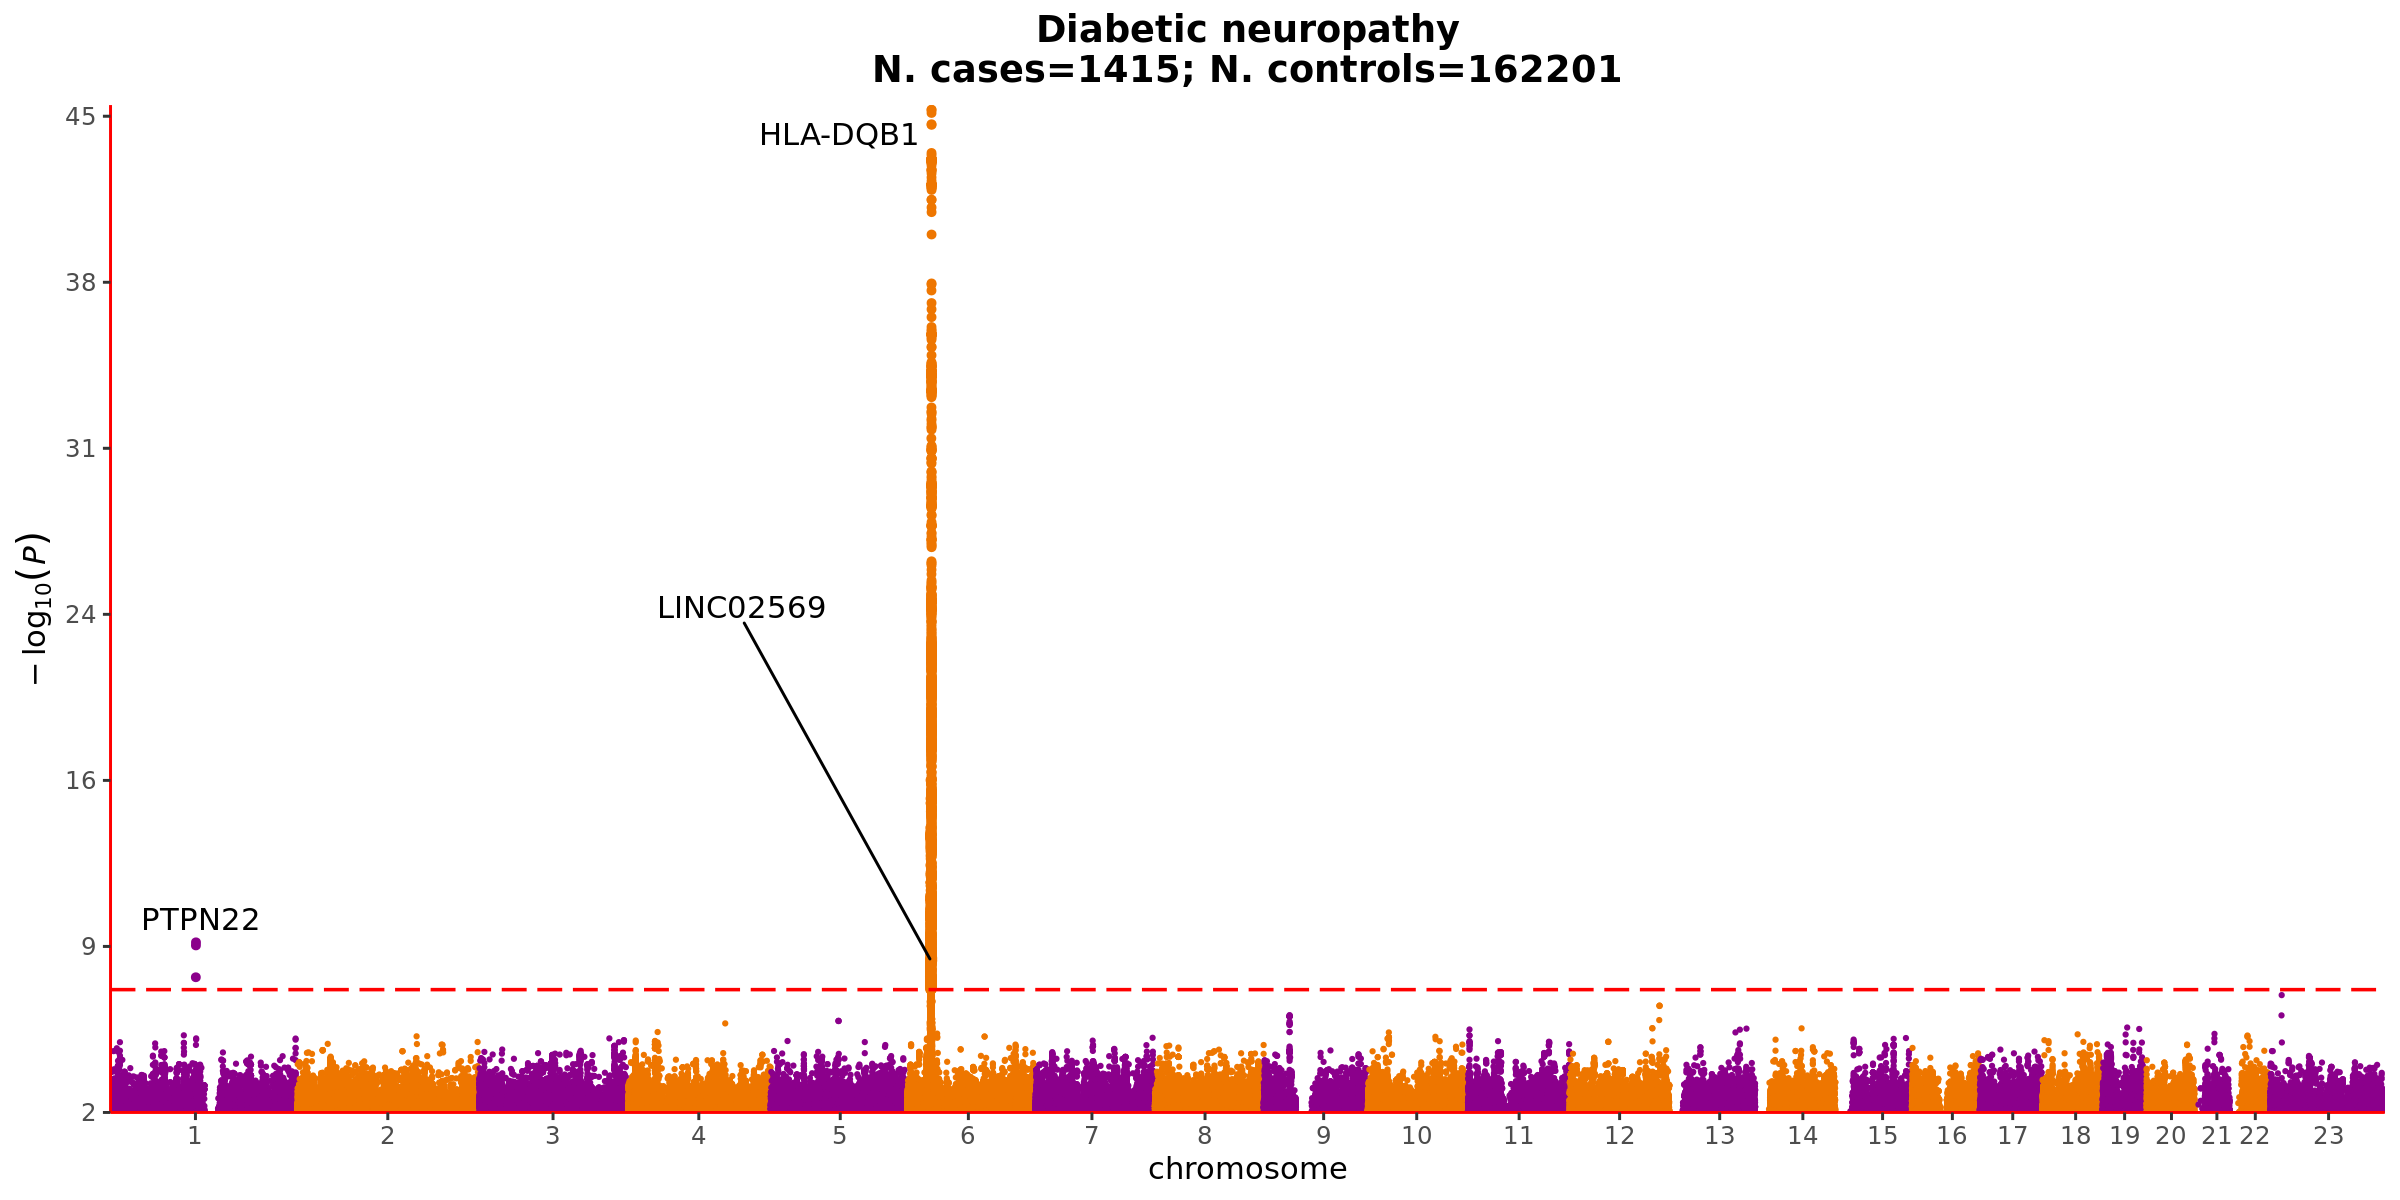 Diabetic neuropathy
N. cases=1415; N. controls=162201
45
38
31
24
16
9
2
−log10(P)
HLA-DQB1
LINC02569
PTPN22
1 2 3 4 5 6 7 8 9 10 11 12 13 14 15 16 17 18 19 20 21 22 23
chromosome